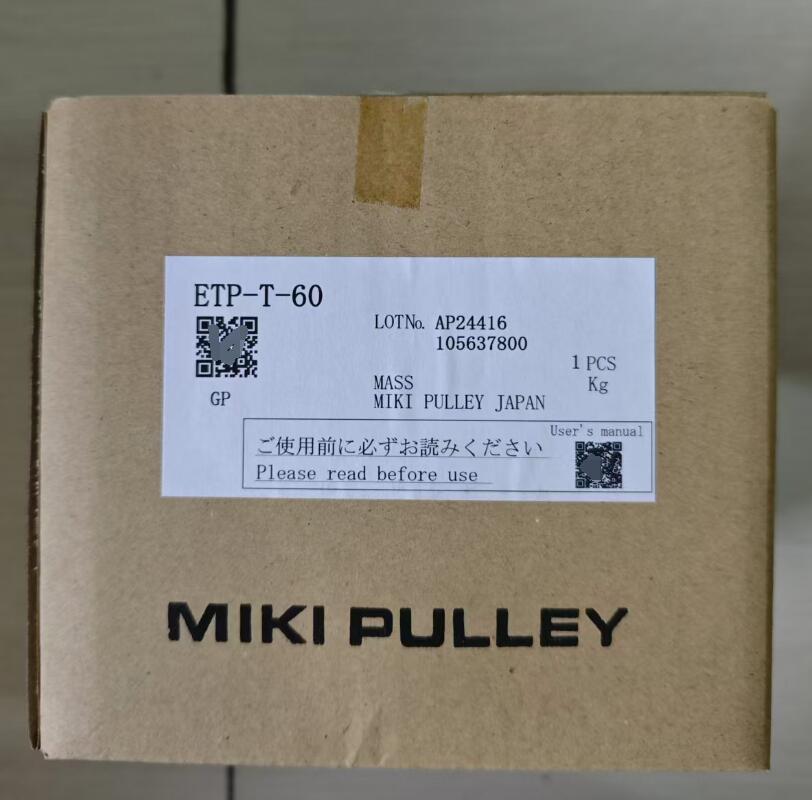 ETP-T-60
LOTNo. AP24416
105637800
1 PCS
Kg
GP
MASS
MIKI PULLEY JAPAN
User's manual
ご使用前に必ずお読みください
Please read before use
MIKI PULLEY